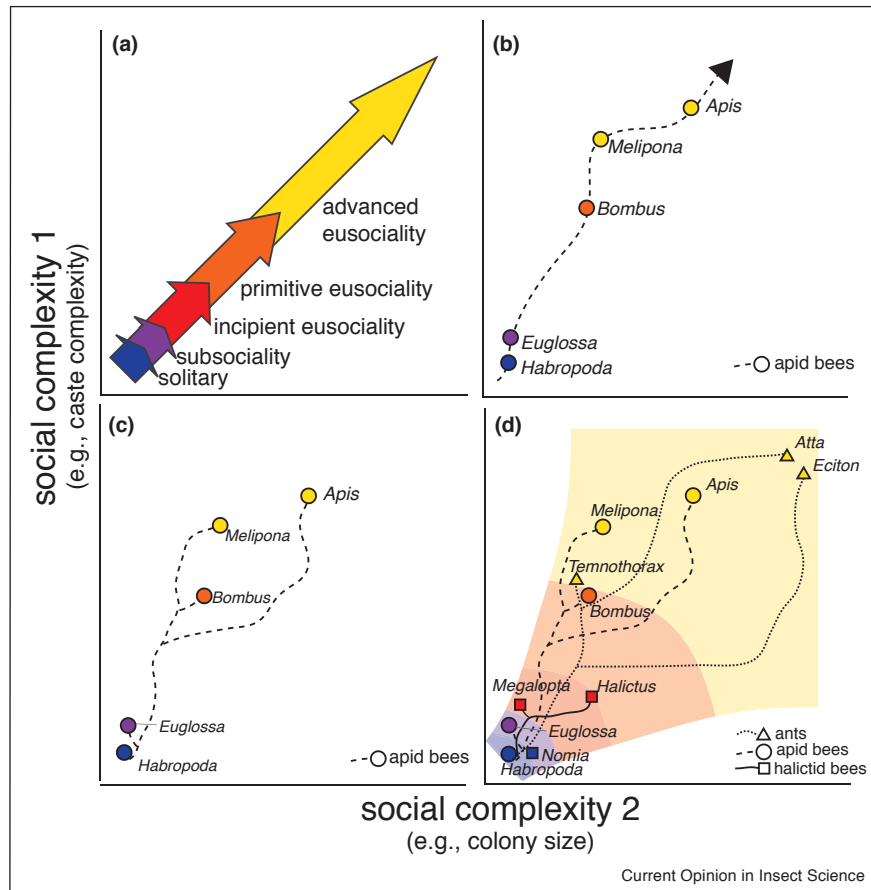 (a)
advanced
eusociality
primitive eusociality
incipient eusociality
subsociality
solitary
(b)
Apis
Melipona
Bombus
Euglossa
Habropoda
apid bees
social complexity 1
(e.g., caste complexity)
(c)
Apis
Melipona
Bombus
Euglossa
Habropoda
apid bees
(d)
Atta
Eciton
Apis
Melipona
Temnothorax
Bombus
Megalopta
Halictus
Euglossa
Nomia
Habropoda
ants
apid bees
halictid bees
social complexity 2
(e.g., colony size)
Current Opinion in Insect Science